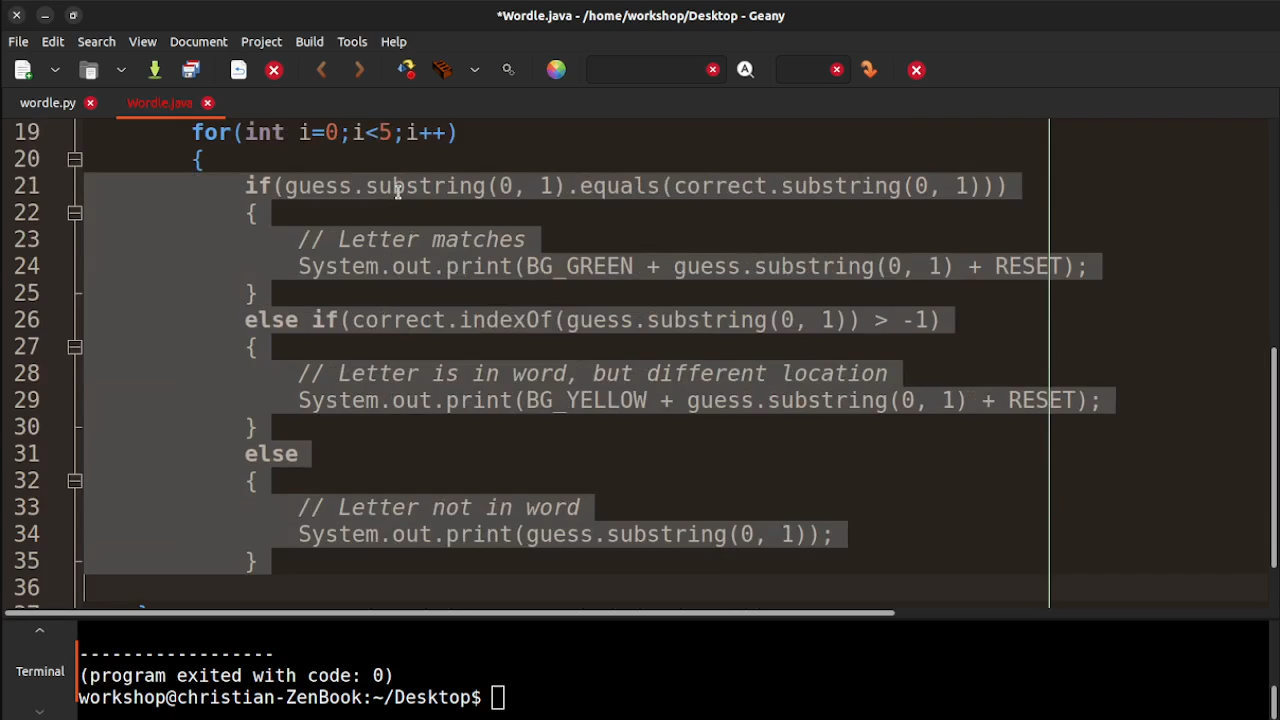 *Wordle.java - /home/workshop/Desktop - Geany
File Edit Search View Document Project Build Tools Help
wordle.py Wordle.java
19 for(int i=0;i<5;i++)
20 {
21 if(guess.substring(0, 1).equals(correct.substring(0, 1)))
22 {
23 // Letter matches
24 System.out.print(BG_GREEN + guess.substring(0, 1) + RESET);
25 }
26 else if(correct.indexOf(guess.substring(0, 1)) > -1)
27 {
28 // Letter is in word, but different location
29 System.out.print(BG_YELLOW + guess.substring(0, 1) + RESET);
30 }
31 else
32 {
33 // Letter not in word
34 System.out.print(guess.substring(0, 1));
35 }
36
37 }
------------------
Terminal
(program exited with code: 0)
workshop@christian-ZenBook:~/Desktop$